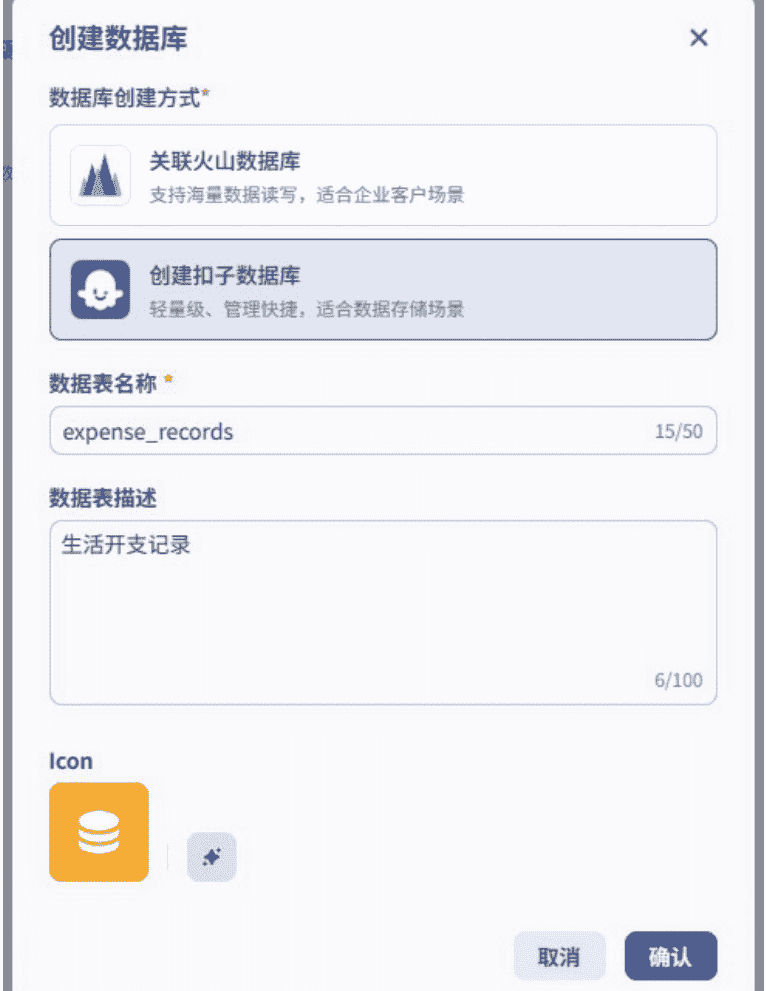 创建数据库
数据库创建方式*
关联火山数据库
支持海量数据读写，适合企业客户场景
创建扣子数据库
轻量级、管理快捷，适合数据存储场景
数据表名称 *
expense_records
15/50
数据表描述
生活开支记录
6/100
Icon
取消
确认